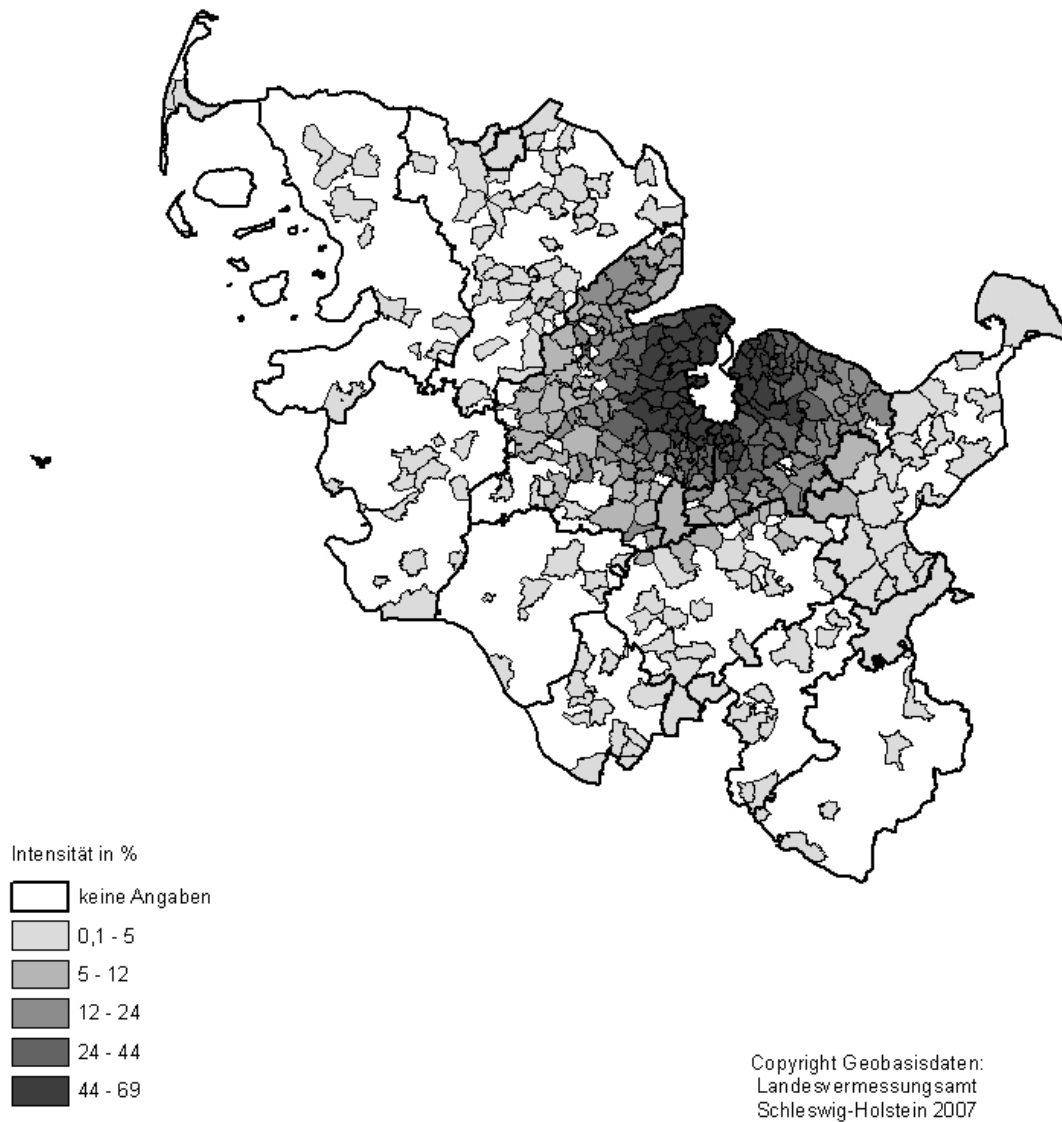 Intensität in %
keine Angaben
0,1 - 5
5 - 12
12 - 24
24 - 44
44 - 69
Copyright Geobasisdaten:
Landesvermessungsamt
Schleswig-Holstein 2007